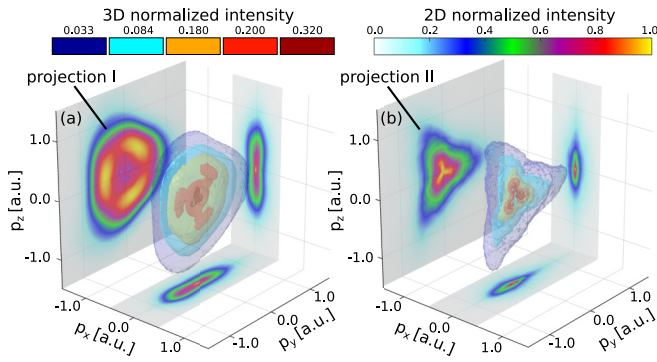 3D normalized intensity
2D normalized intensity
0.033 0.084 0.180 0.200 0.320
0.0 0.2 0.4 0.6 0.8 1.0
projection I
projection II
(a)
(b)
1.0
0.0
-1.0
p_z [a.u.]
-1.0
0.0
1.0
p_x [a.u.]
-1.0
0.0
1.0
p_y [a.u.]
1.0
0.0
-1.0
p_z [a.u.]
-1.0
0.0
1.0
p_x [a.u.]
-1.0
0.0
1.0
p_y [a.u.]